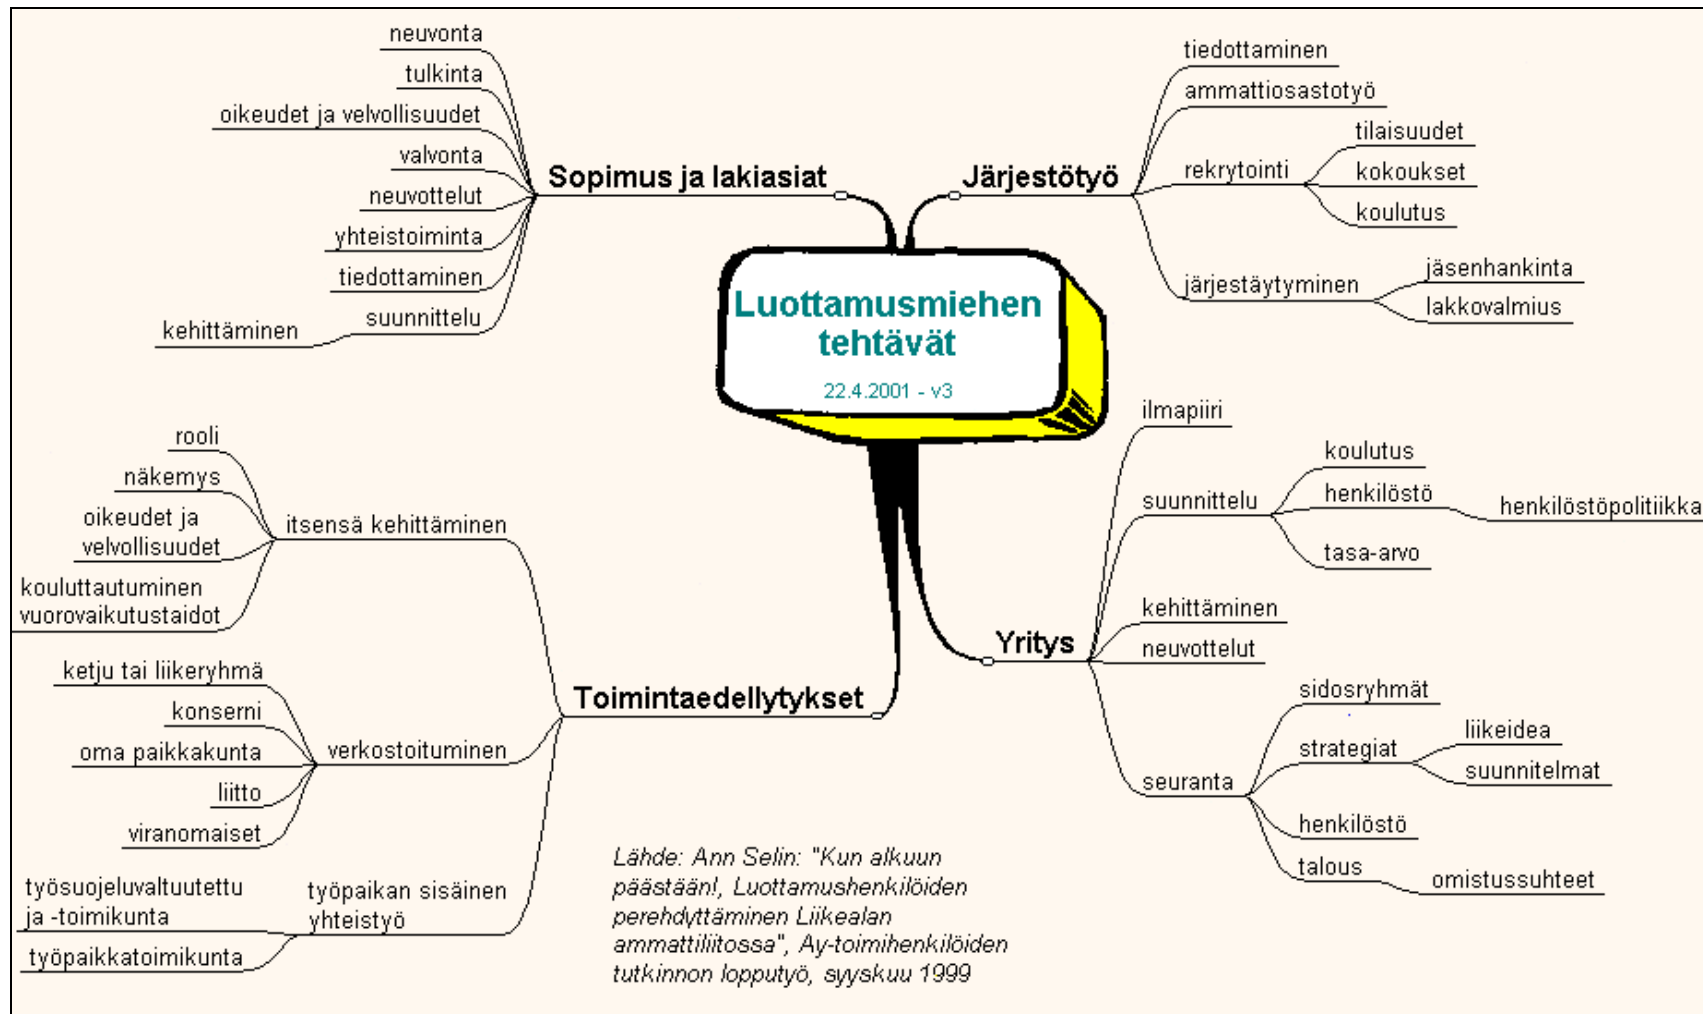 Luottamusmiehen
tehtävät
22.4.2001 - v3
Sopimus ja lakiasiat
neuvonta
tulkinta
oikeudet ja velvollisuudet
valvonta
neuvottelut
yhteistoiminta
tiedottaminen
suunnittelu
kehittäminen
Järjestötyö
tiedottaminen
ammattiosastotyö
rekrytointi
tilaisuudet
kokoukset
koulutus
järjestäytyminen
jäsenhankinta
lakkovalmius
Toimintaedellytykset
itsensä kehittäminen
rooli
näkemys
oikeudet ja
velvollisuudet
kouluttautuminen
vuorovaikutustaidot
verkostoituminen
ketju tai liikeryhmä
konserni
oma paikkakunta
liitto
viranomaiset
työpaikan sisäinen
yhteistyö
työsuojeluvaltuutettu
ja -toimikunta
työpaikkatoimikunta
Yritys
ilmapiiri
suunnittelu
koulutus
henkilöstö
henkilöstöpolitiikka
tasa-arvo
kehittäminen
neuvottelut
seuranta
sidosryhmät
strategiat
liikeidea
suunnitelmat
henkilöstö
talous
omistussuhteet
Lähde: Ann Selin: "Kun alkuun
päästään!, Luottamushenkilöiden
perehdyttäminen Liikealan
ammattiliitossa", Ay-toimihenkilöiden
tutkinnon lopputyö, syyskuu 1999